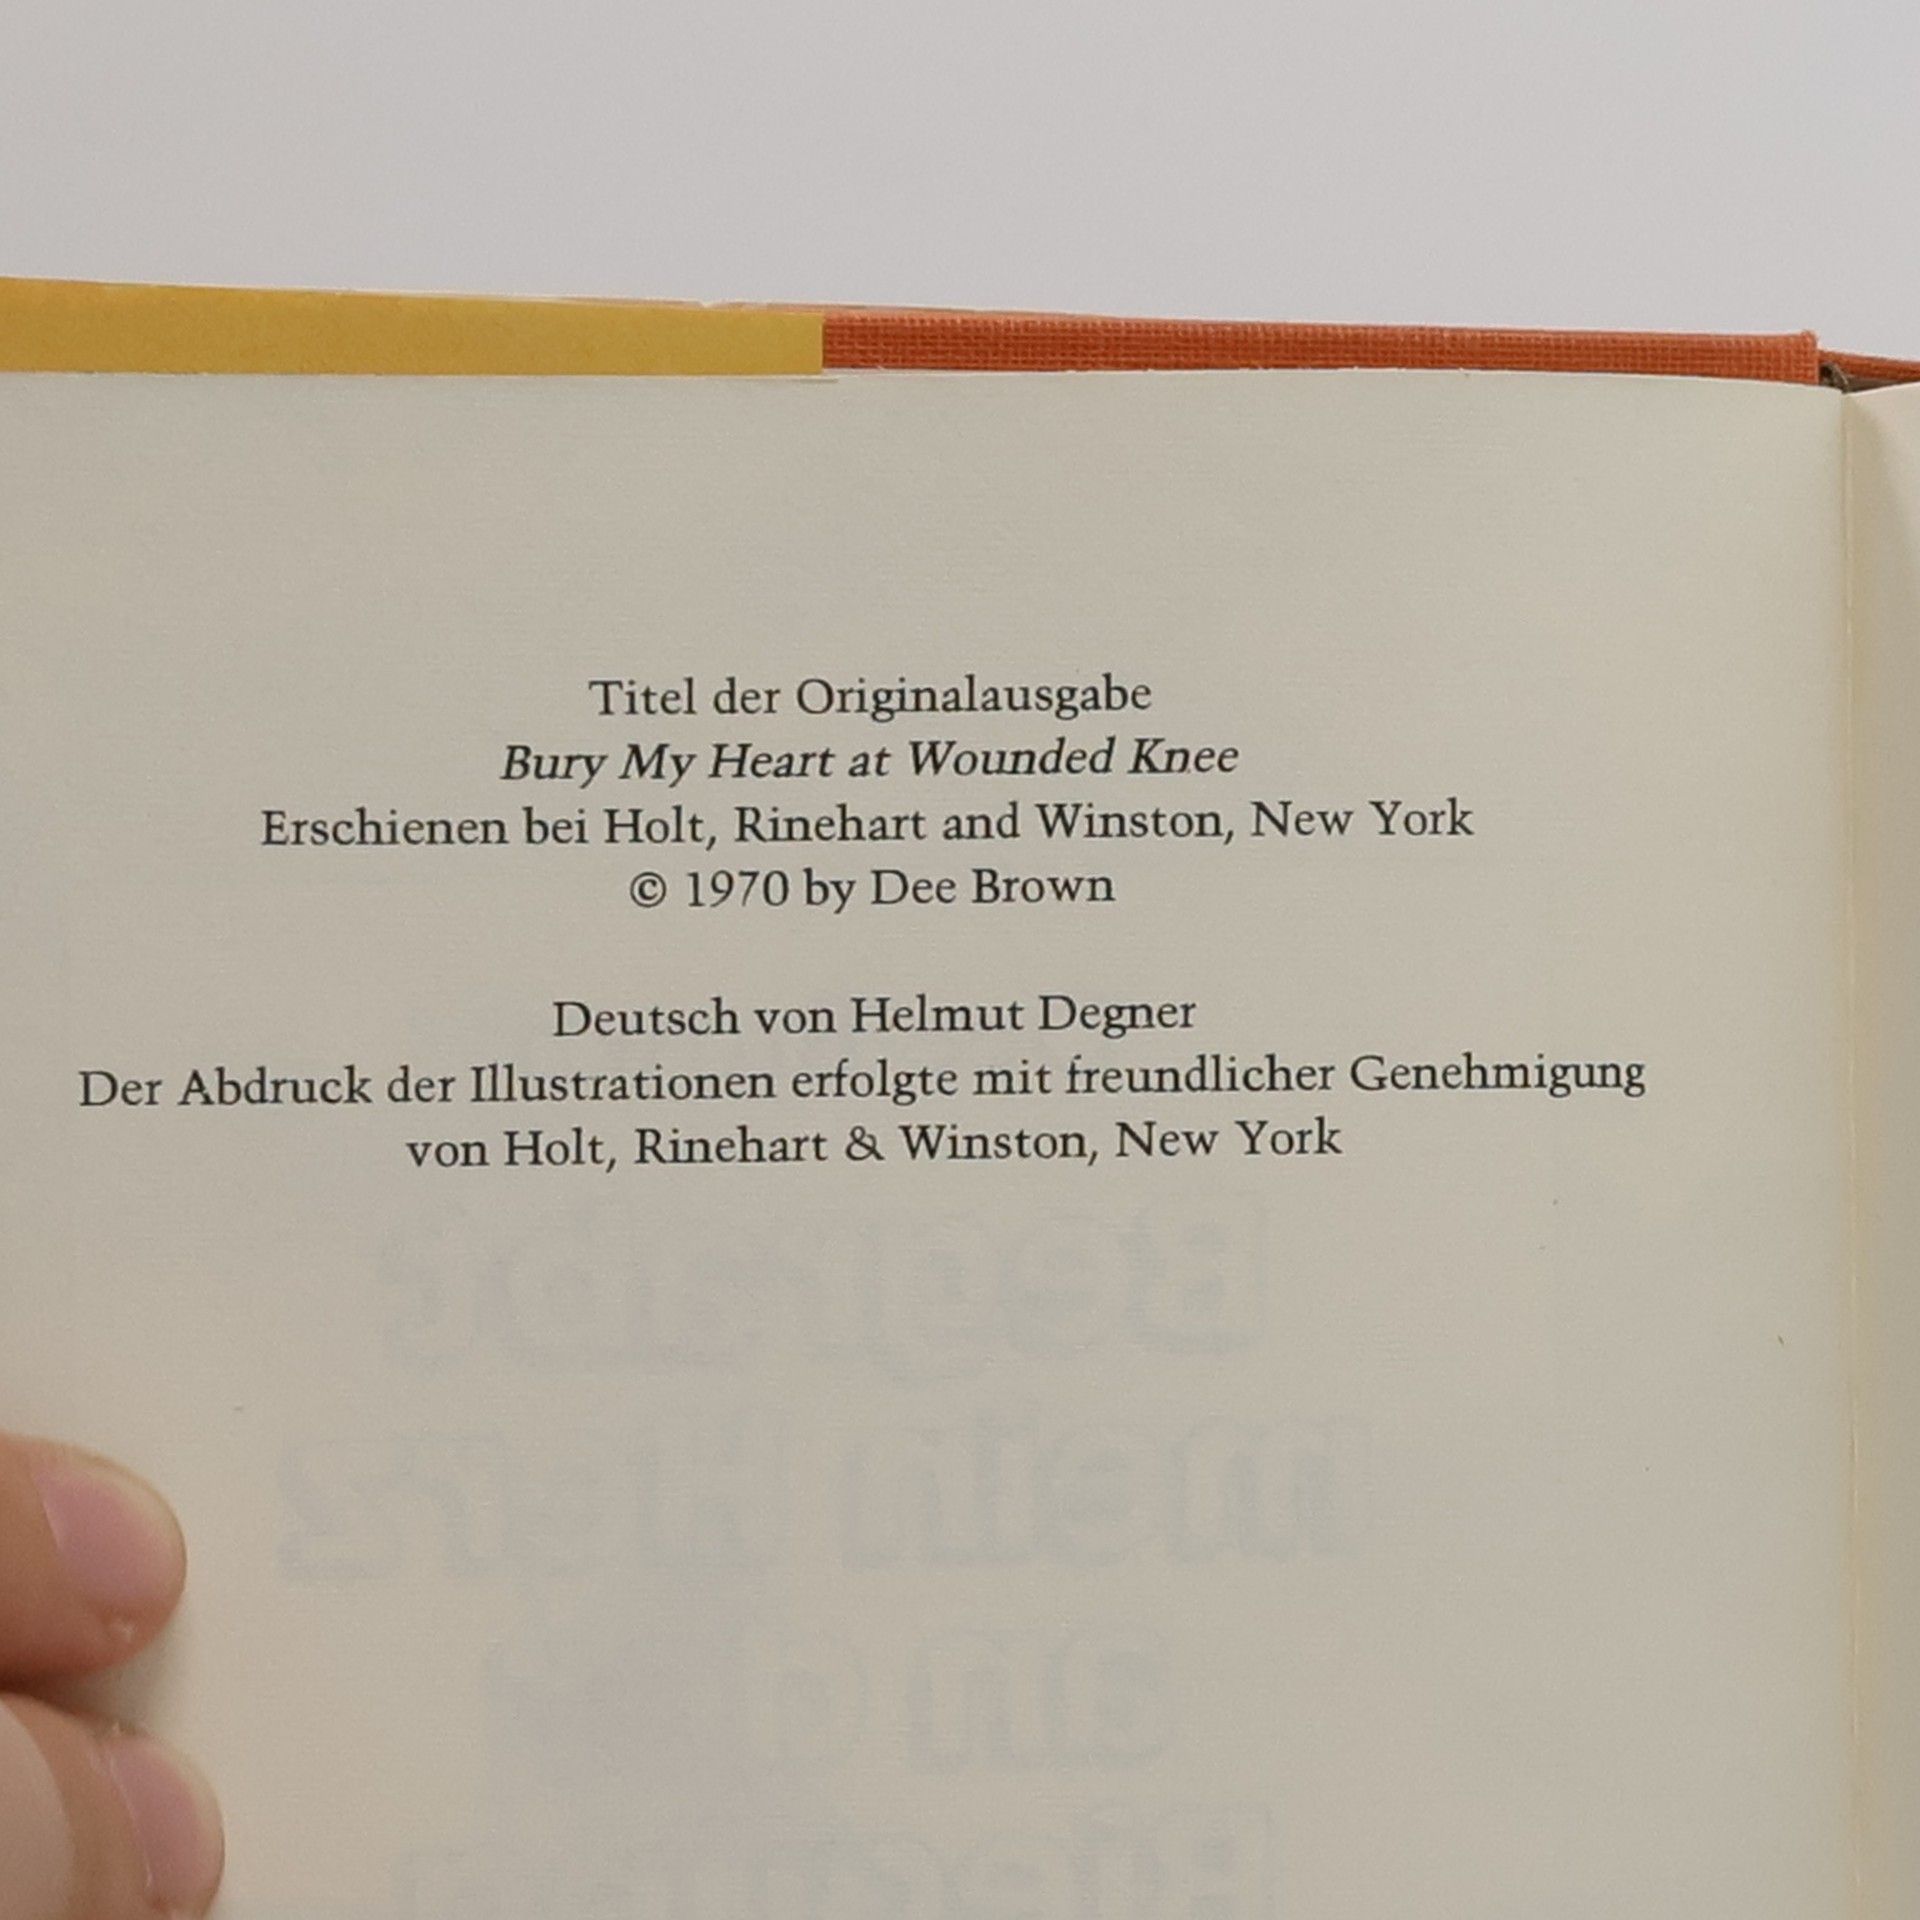 Titel der Originalausgabe
Bury My Heart at Wounded Knee
Erschienen bei Holt, Rinehart and Winston, New York
© 1970 by Dee Brown
Deutsch von Helmut Degner
Der Abdruck der Illustrationen erfolgte mit freundlicher Genehmigung
von Holt, Rinehart & Winston, New York